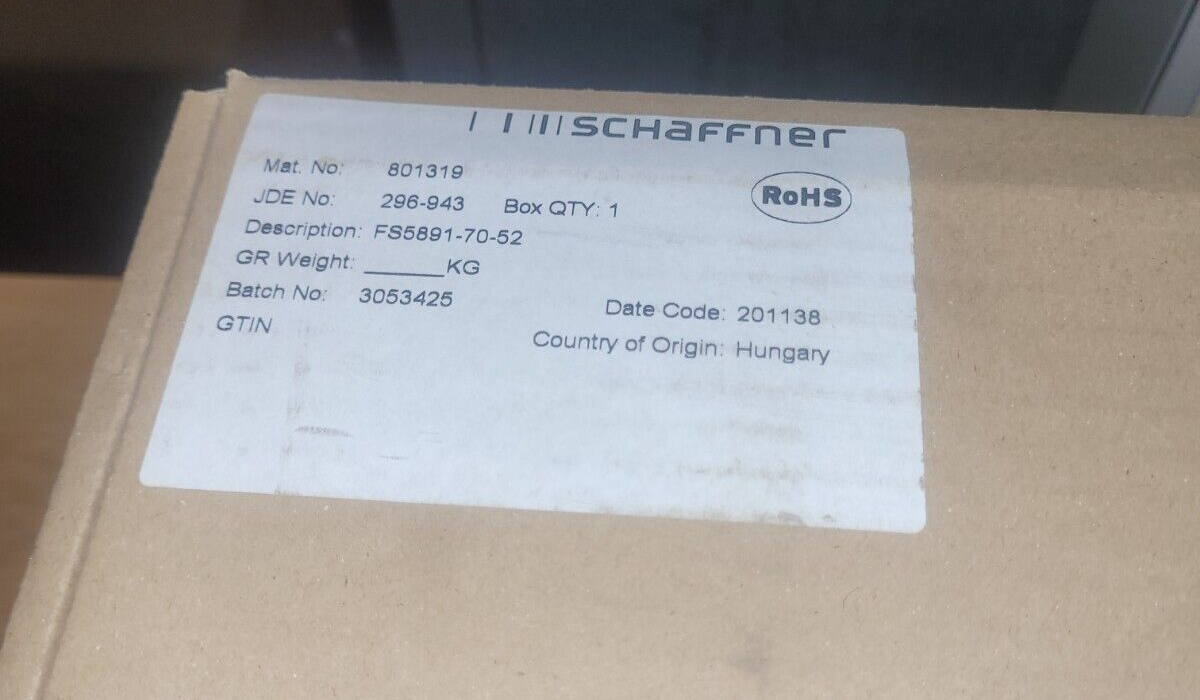 SCHAFFNER
Mat. No: 801319
RoHS
JDE No: 296-943 Box QTY: 1
Description: FS5891-70-52
GR Weight: ______KG
Batch No: 3053425 Date Code: 201138
GTIN Country of Origin: Hungary